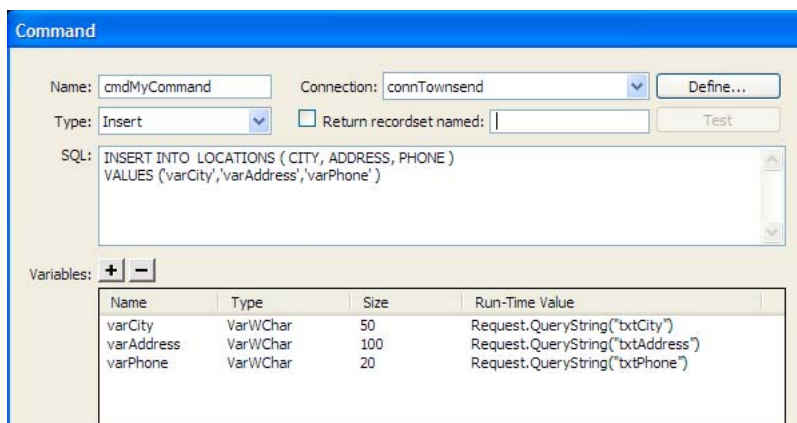 Command
Name: cmdMyCommand Connection: connTownsend Define...
Type: Insert Return recordset named: Test
SQL: INSERT INTO LOCATIONS ( CITY, ADDRESS, PHONE )
VALUES ('varCity','varAddress','varPhone' )
Variables: + −
Name Type Size Run-Time Value
varCity VarWChar 50 Request.QueryString("txtCity")
varAddress VarWChar 100 Request.QueryString("txtAddress")
varPhone VarWChar 20 Request.QueryString("txtPhone")